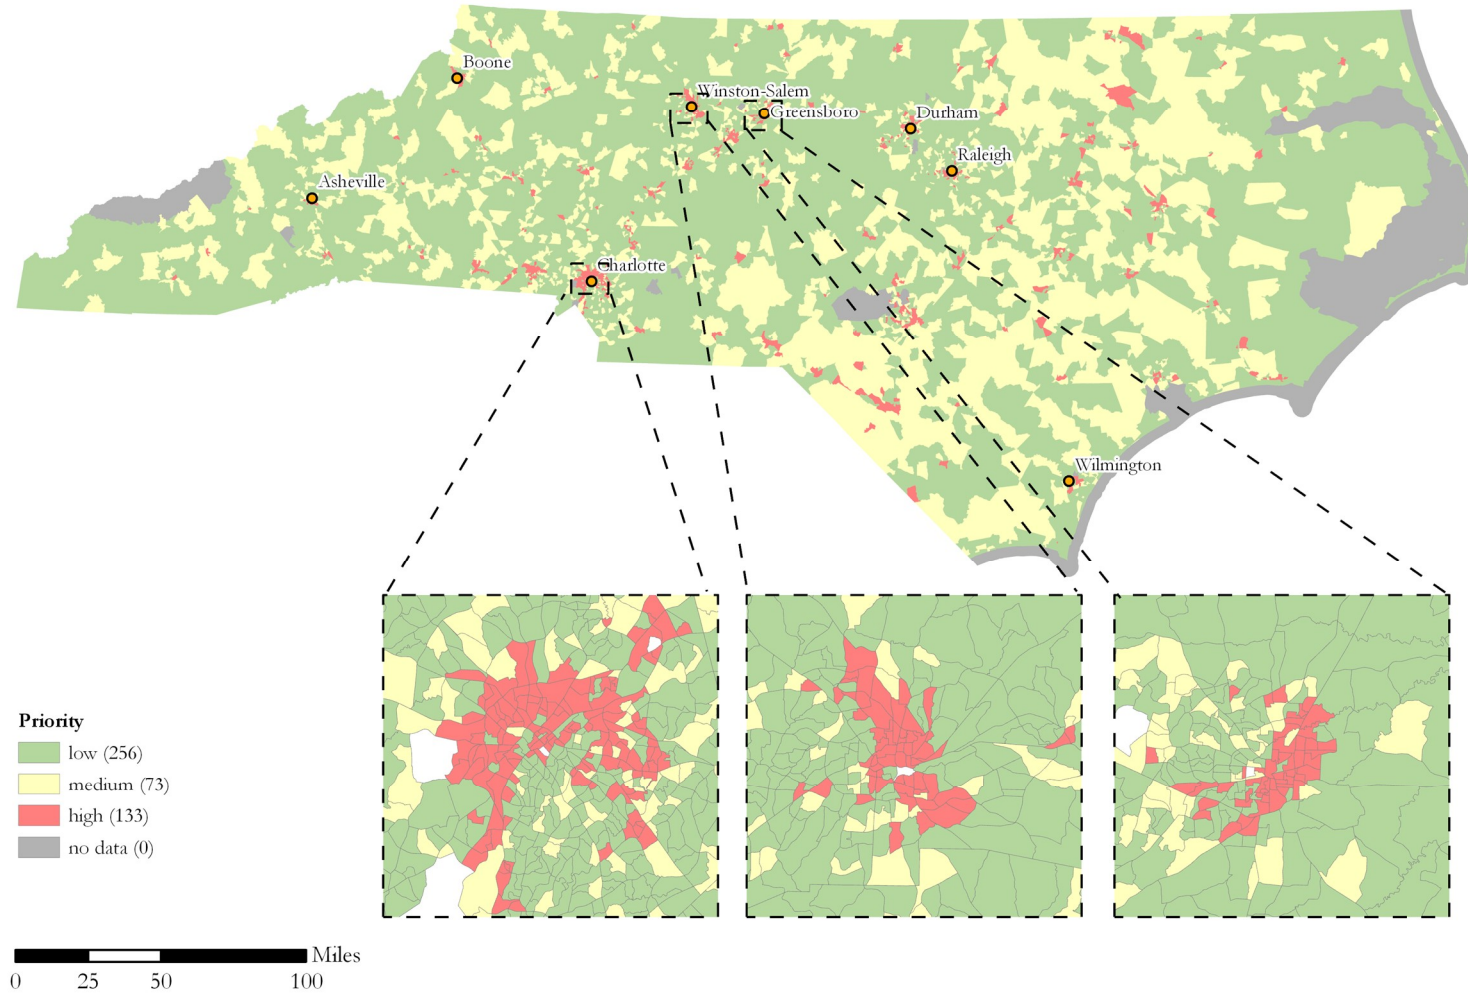 Boone
Winston-Salem
Greensboro
Durham
Raleigh
Asheville
Charlotte
Wilmington
Priority
low (256)
medium (73)
high (133)
no data (0)
Miles
0 25 50 100